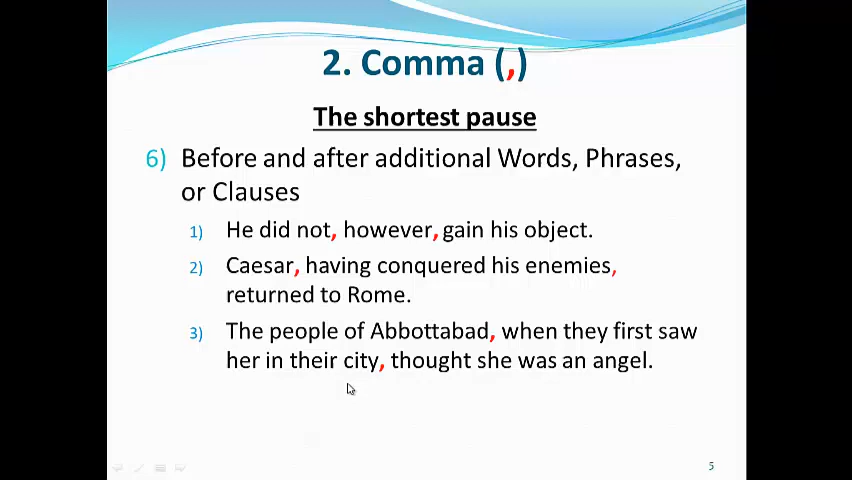 2. Comma (,)
The shortest pause
6) Before and after additional Words, Phrases,
or Clauses
1) He did not, however, gain his object.
2) Caesar, having conquered his enemies,
returned to Rome.
3) The people of Abbottabad, when they first saw
her in their city, thought she was an angel.
5